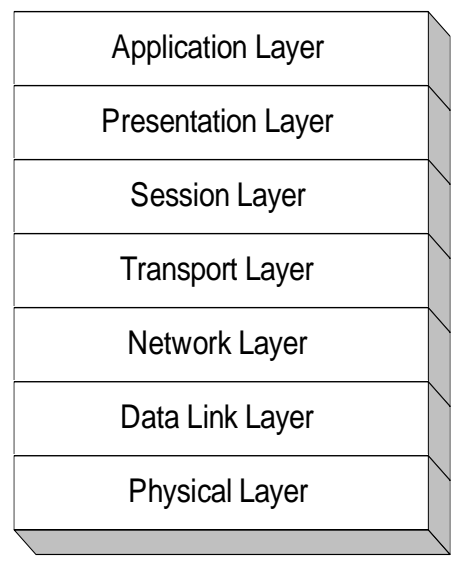 Application Layer
Presentation Layer
Session Layer
Transport Layer
Network Layer
Data Link Layer
Physical Layer